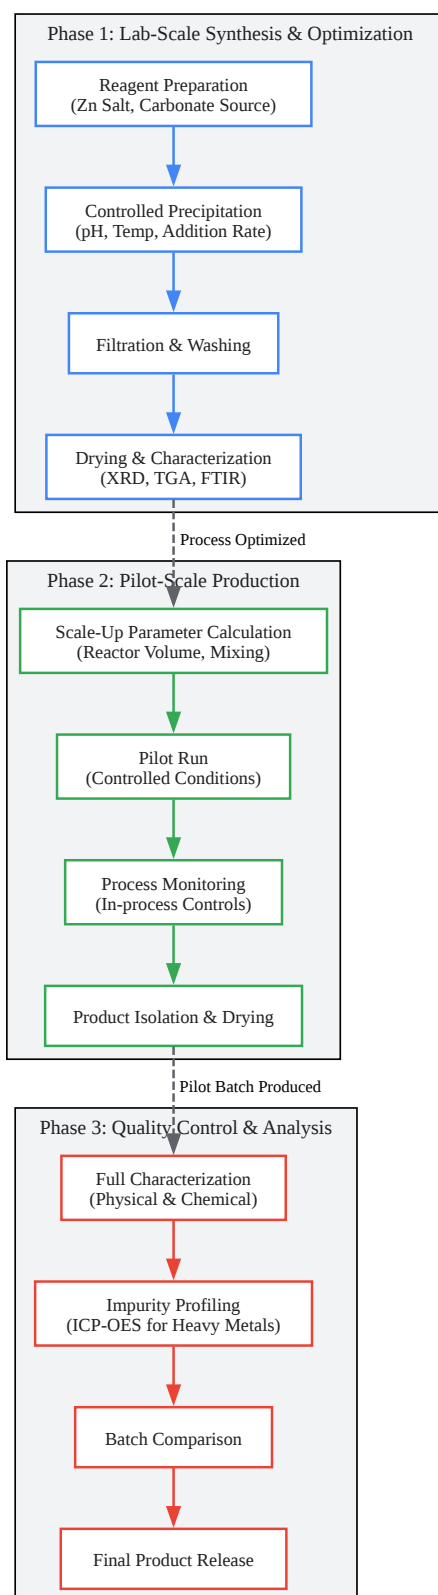 Phase 1: Lab-Scale Synthesis & Optimization
Reagent Preparation
(Zn Salt, Carbonate Source)
Controlled Precipitation
(pH, Temp, Addition Rate)
Filtration & Washing
Drying & Characterization
(XRD, TGA, FTIR)
Process Optimized
Phase 2: Pilot-Scale Production
Scale-Up Parameter Calculation
(Reactor Volume, Mixing)
Pilot Run
(Controlled Conditions)
Process Monitoring
(In-process Controls)
Product Isolation & Drying
Pilot Batch Produced
Phase 3: Quality Control & Analysis
Full Characterization
(Physical & Chemical)
Impurity Profiling
(ICP-OES for Heavy Metals)
Batch Comparison
Final Product Release